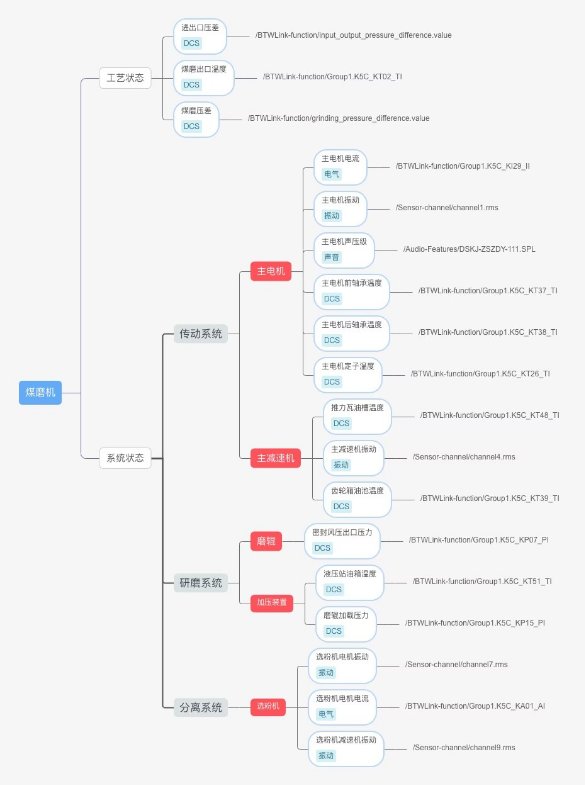 煤磨机
工艺状态
进出口压差
DCS
/BTWLink-function/input_output_pressure_difference.value
煤磨出口温度
DCS
/BTWLink-function/Group1.K5C_KT02_TI
煤磨压差
DCS
/BTWLink-function/grinding_pressure_difference.value
系统状态
传动系统
主电机
主电机电流
电气
/BTWLink-function/Group1.K5C_KI29_II
主电机振动
振动
/Sensor-channel/channel1.rms
主电机声压级
声音
/Audio-Features/DSKJ-ZSZDY-111.SPL
主电机前轴承温度
DCS
/BTWLink-function/Group1.K5C_KT37_TI
主电机后轴承温度
DCS
/BTWLink-function/Group1.K5C_KT38_TI
主电机定子温度
DCS
/BTWLink-function/Group1.K5C_KT26_TI
主减速机
推力瓦油槽温度
DCS
/BTWLink-function/Group1.K5C_KT48_TI
主减速机振动
振动
/Sensor-channel/channel4.rms
齿轮箱油池温度
DCS
/BTWLink-function/Group1.K5C_KT39_TI
研磨系统
磨辊
密封风压出口压力
DCS
/BTWLink-function/Group1.K5C_KP07_PI
加压装置
液压站油箱温度
DCS
/BTWLink-function/Group1.K5C_KT51_TI
磨辊加载压力
DCS
/BTWLink-function/Group1.K5C_KP15_PI
分离系统
选粉机
选粉机电机振动
振动
/Sensor-channel/channel7.rms
选粉机电机电流
电气
/BTWLink-function/Group1.K5C_KA01_AI
选粉机减速机振动
振动
/Sensor-channel/channel9.rms